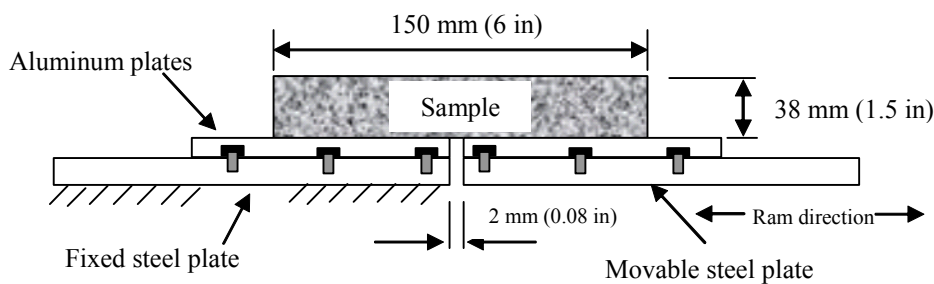 150 mm (6 in)
Aluminum plates
Sample
38 mm (1.5 in)
2 mm (0.08 in)
Ram direction
Fixed steel plate
Movable steel plate